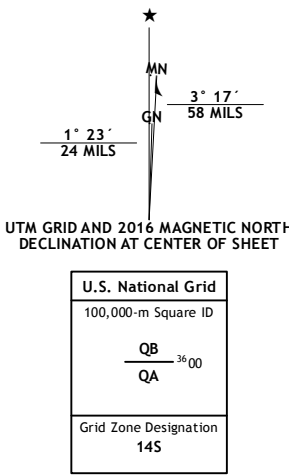 ★
MN
3° 17´
58 MILS
GN
1° 23´
24 MILS
UTM GRID AND 2016 MAGNETIC NORTH
DECLINATION AT CENTER OF SHEET
U.S. National Grid
100,000-m Square ID
QB
3600
QA
Grid Zone Designation
14S